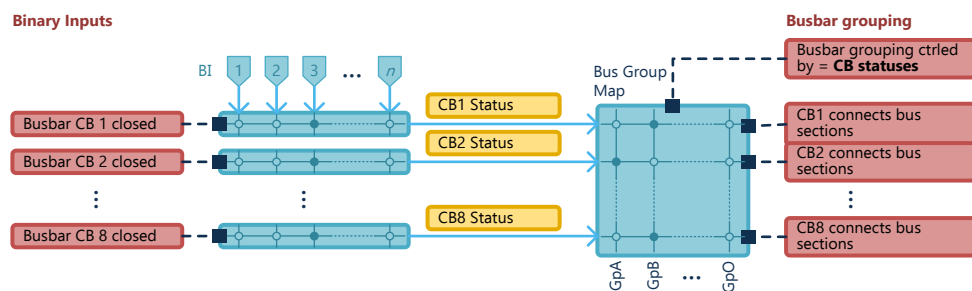 Binary Inputs
Busbar grouping
BI 1 2 3 ... n
Bus Group
Map
Busbar grouping ctrled
by = CB statuses
Busbar CB 1 closed
CB1 Status
CB1 connects bus
sections
Busbar CB 2 closed
CB2 Status
CB2 connects bus
sections
...
...
...
Busbar CB 8 closed
CB8 Status
CB8 connects bus
sections
GpA
GpB
...
GpO